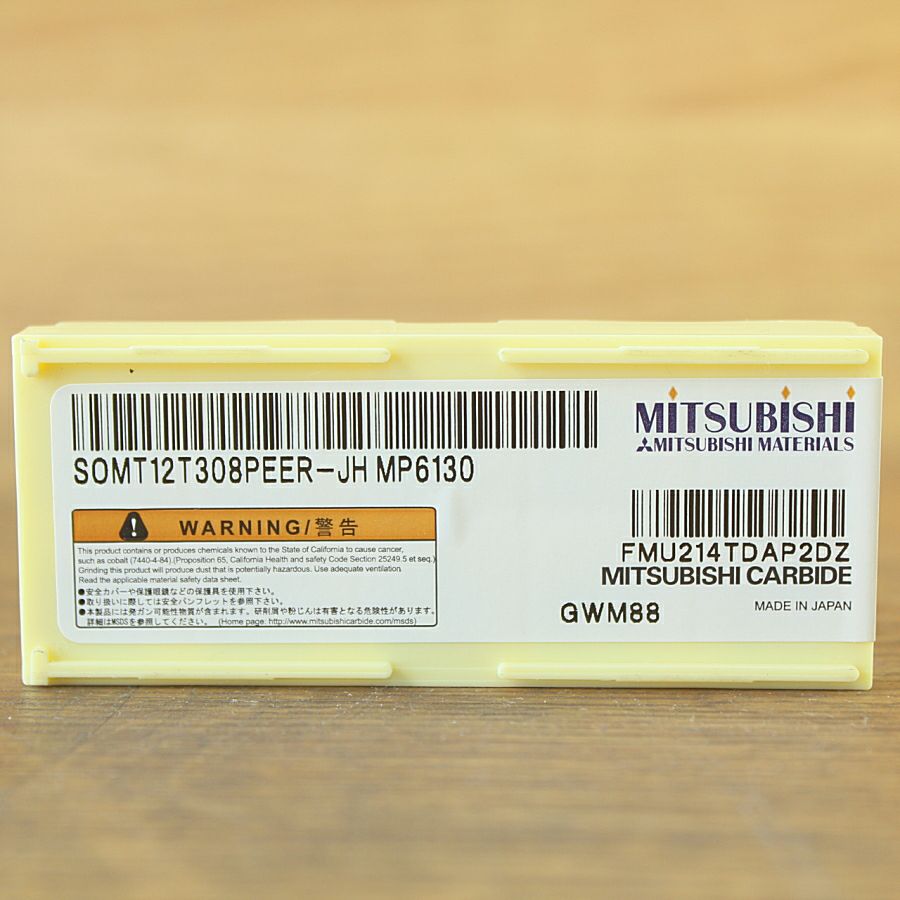 SOMT12T308PEER-JH MP6130
WARNING/警告
This product contains or produces chemicals known to the State of California to cause cancer,
such as cobalt (7440-4-84).(Proposition 65, California Health and safety Code Section 25249.5 et seq.)
Grinding this product will produce dust that is potentially hazardous. Use adequate ventilation.
Read the applicable material safety data sheet.
●安全カバーや保護眼鏡などの保護具を使用下さい。
●取り扱いに際しては安全パンフレットを参照下さい。
●本製品には発ガン可能性物質が含まれます。研削屑や粉じんは有害となる危険性があります。
詳細はMSDSを参照してください。 (Home page: http://www.mitsubishicarbide.com/msds)
MITSUBISHI
MITSUBISHI MATERIALS
FMU214TDAP2DZ
MITSUBISHI CARBIDE
GWM88
MADE IN JAPAN